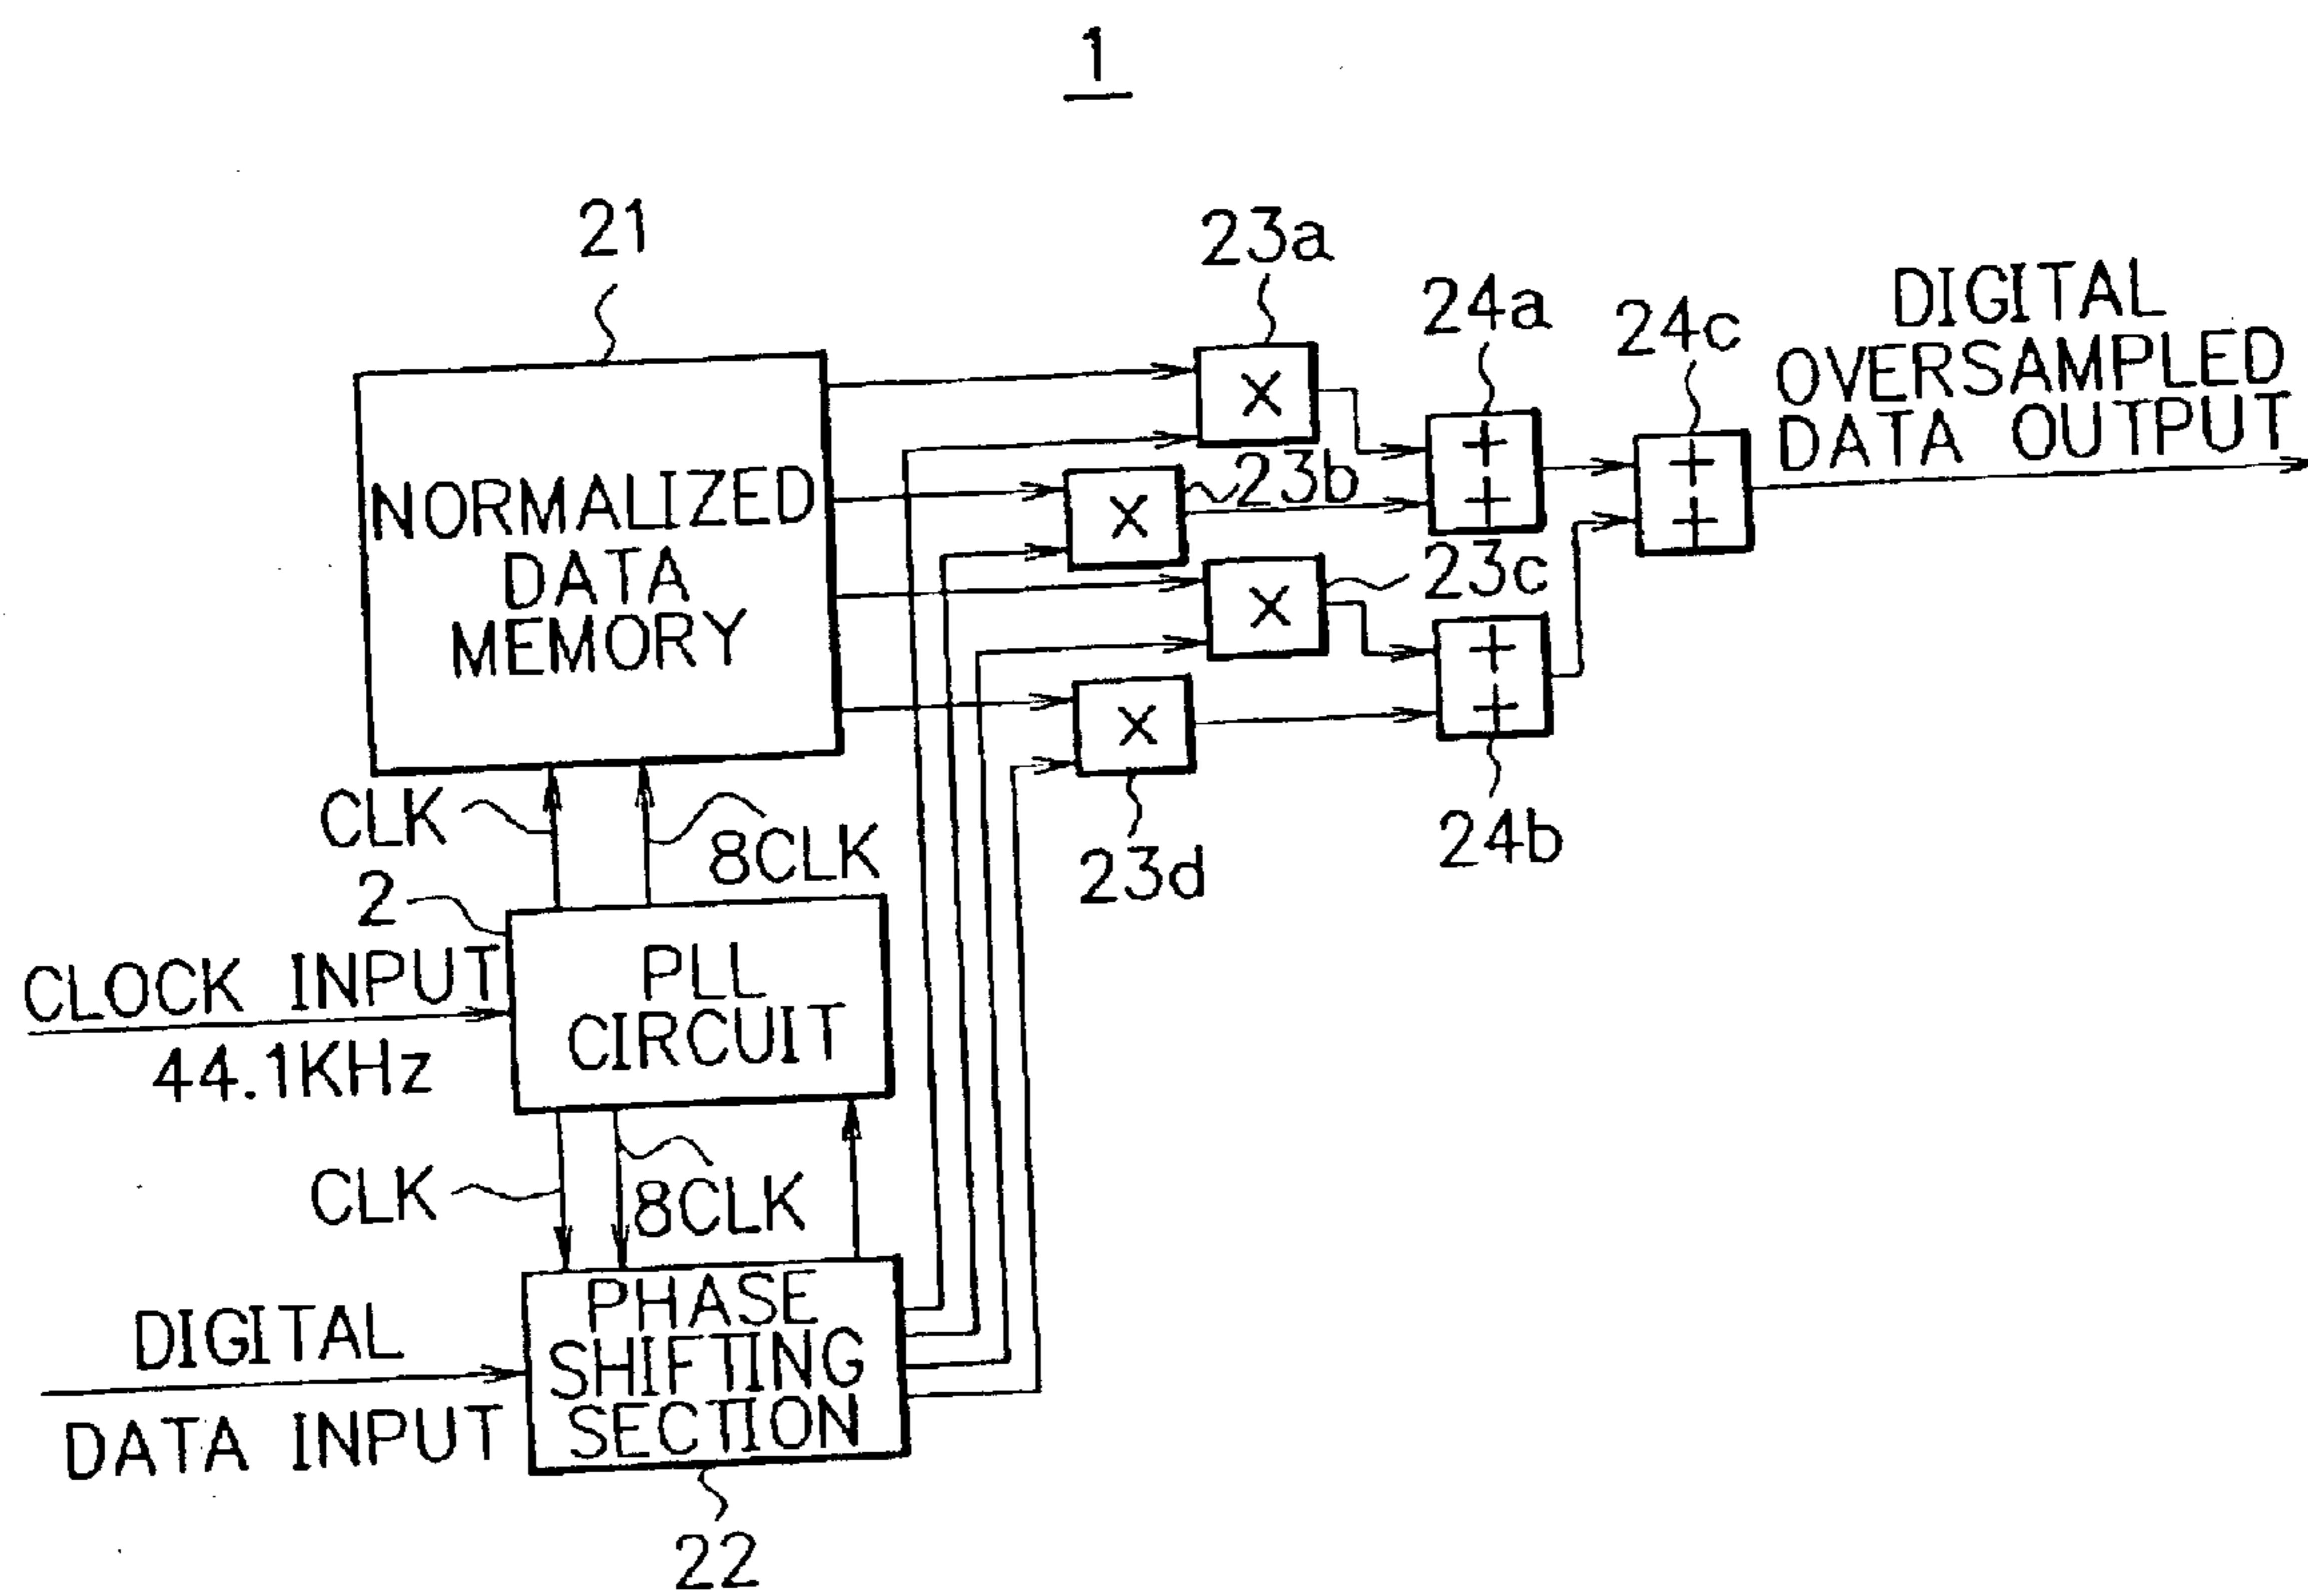 1
21
23a
24a
24c
DIGITAL
OVERSAMPLED
DATA OUTPUT
X
+
+
+
+
NORMALIZED
DATA
MEMORY
23b
X
23c
X
+
+
X
24b
23d
CLK
8CLK
2
CLOCK INPUT
44.1KHz
PLL
CIRCUIT
CLK
8CLK
DIGITAL
DATA INPUT
PHASE
SHIFTING
SECTION
22